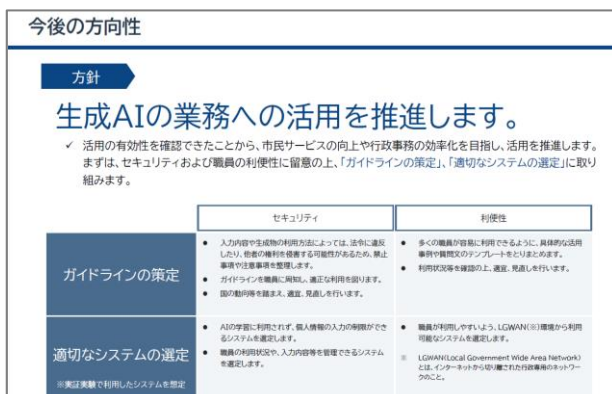 今後の方向性
方針
生成AIの業務への活用を推進します。
✓ 活用の有効性を確認できたことから、市民サービスの向上や行政事務の効率化を目指し、活用を推進します。
まずは、セキュリティおよび職員の利便性に留意の上、「ガイドラインの策定」、「適切なシステムの選定」に取り
組みます。
セキュリティ
利便性
ガイドラインの策定
● 入力内容や生成物の利用方法によっては、法令に違反
したり、他者の権利を侵害する可能性があるため、禁止
事項や注意事項を整理します。
● ガイドラインを職員に周知し、適正な利用を図ります。
● 国の動向等を踏まえ、適宜、見直しを行います。
● 多くの職員が容易に利用できるように、具体的な活用
事例や質問文のテンプレートをとりまとめます。
● 利用状況等を確認の上、適宜、見直しを行います。
適切なシステムの選定
※実証実験で利用したシステムを想定
● AIの学習に利用されず、個人情報の入力の制限ができ
るシステムを選定します。
● 職員の利用状況や、入力内容等を管理できるシステム
を選定します。
● 職員が利用しやすいよう、LGWAN(※)環境から利用
可能なシステムを選定します。
※ LGWAN(Local Government Wide Area Network)
とは、インターネットから切り離された行政専用のネットワー
クのこと。